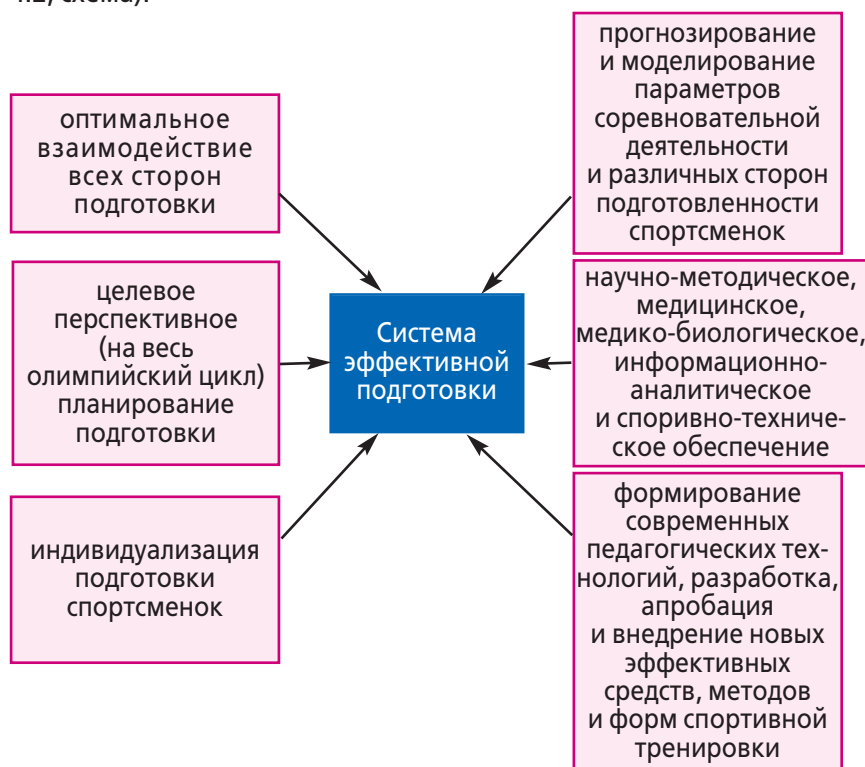 оптимальное
взаимодействие
всех сторон
подготовки
целевое
перспективное
(на весь
олимпийский цикл)
планирование
подготовки
индивидуализация
подготовки
спортсменок
Система
эффективной
подготовки
прогнозирование
и моделирование
параметров
соревновательной
деятельности
и различных сторон
подготовленности
спортсменок
научно-методическое,
медицинское,
медико-биологическое,
информационно-
аналитическое
и споривно-техниче-
ское обеспечение
формирование
современных
педагогических тех-
нологий, разработка,
апробация
и внедрение новых
эффективных
средств, методов
и форм спортивной
тренировки